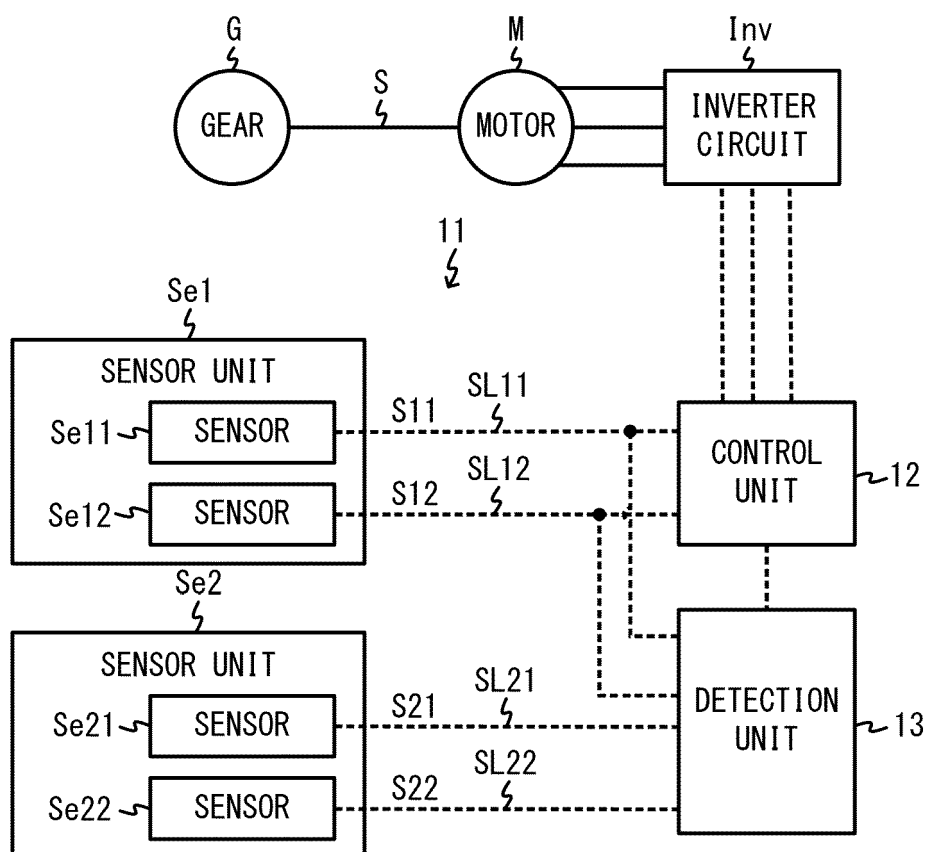 G
M
Inv
S
GEAR
MOTOR
INVERTER
CIRCUIT
11
Se1
SENSOR UNIT
Se11
SENSOR
S11
SL11
Se12
SENSOR
S12
SL12
CONTROL
UNIT
12
Se2
SENSOR UNIT
Se21
SENSOR
S21
SL21
Se22
SENSOR
S22
SL22
DETECTION
UNIT
13